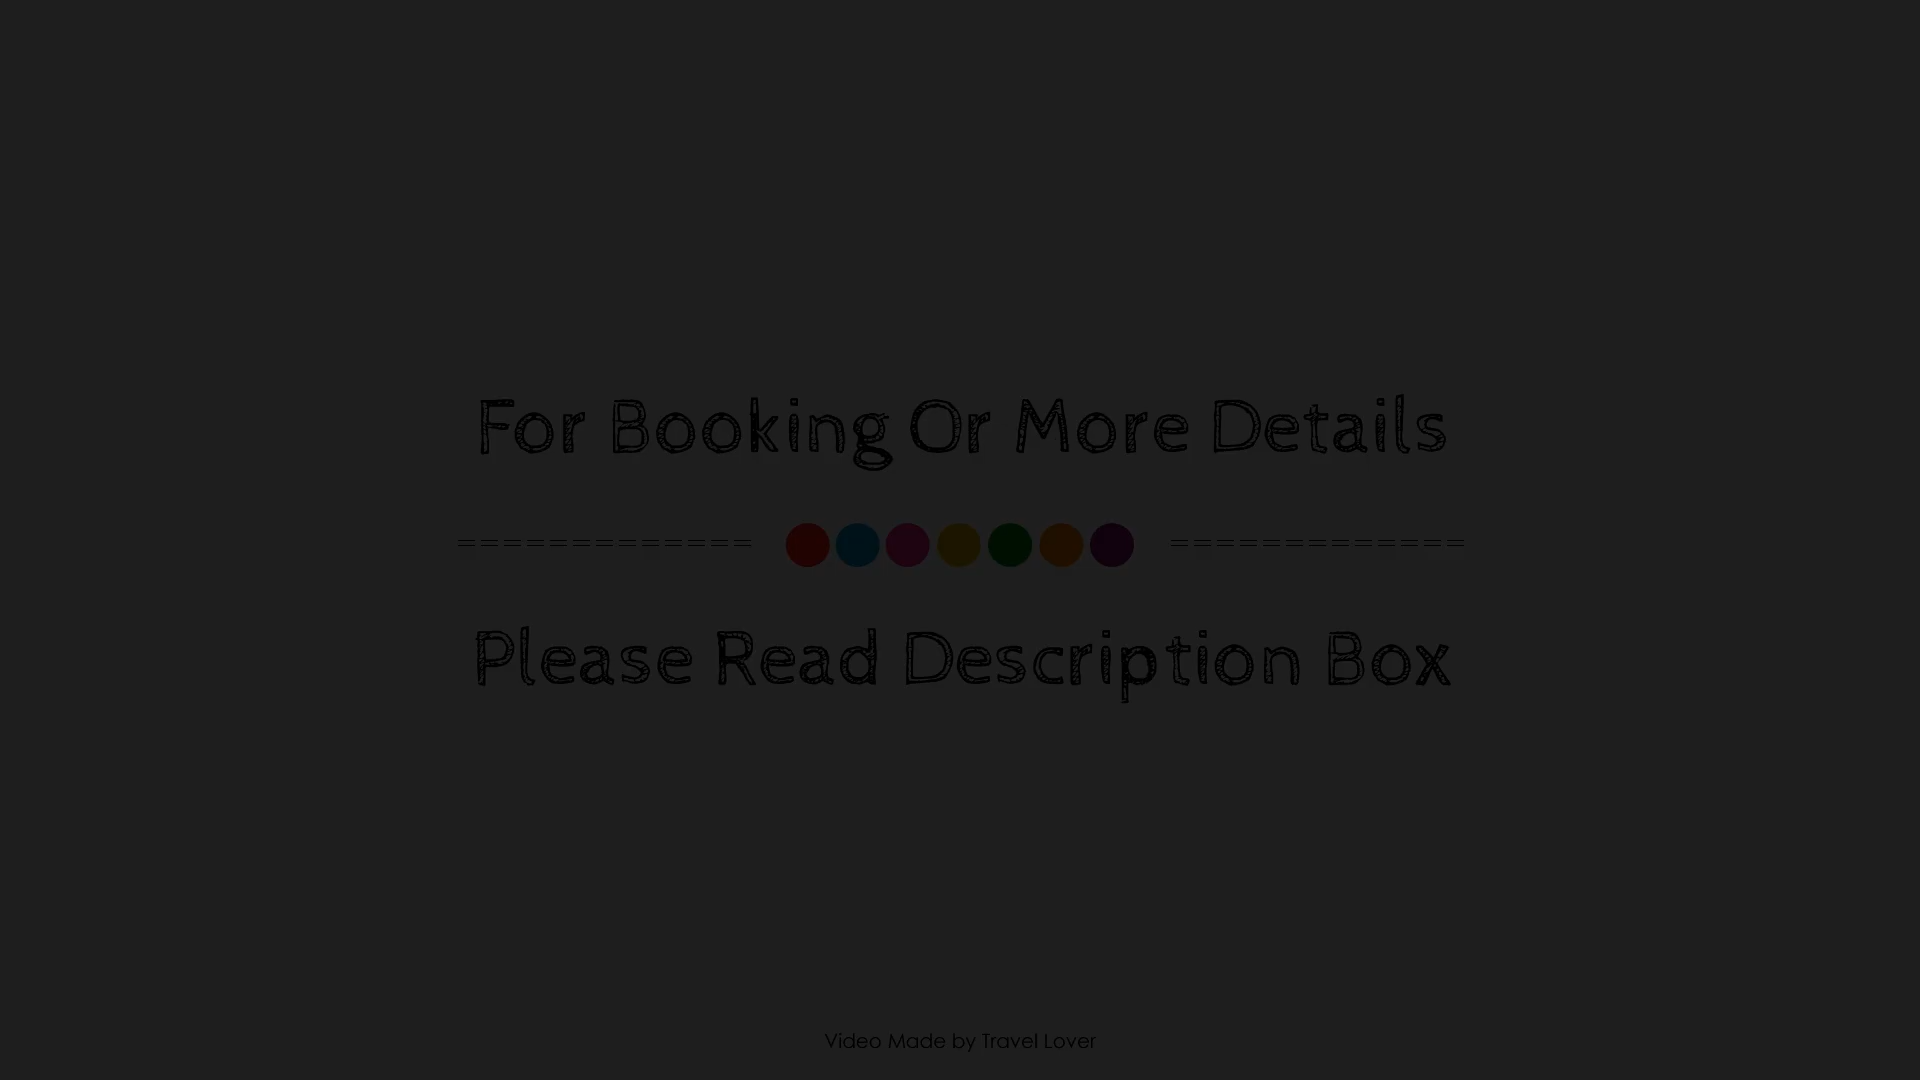 For Booking Or More Details
============= =============
Please Read Description Box
Video Made by Travel Lover